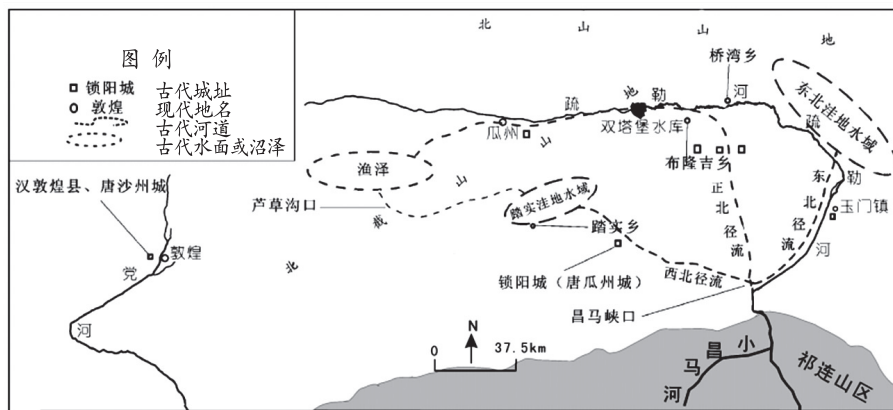 图 例
锁阳城 古代城址
敦煌 现代地名
古代河道
古代水面或沼泽
北 山 山 地
桥湾乡
疏 勒 河
地
双塔堡水库
东北洼地水域
疏 勒 河
瓜州
山
布隆吉乡
渔泽
山
截
北
芦草沟口
踏实洼地水域
踏实乡
正北径流
东北径流
玉门镇
汉敦煌县、唐沙州城
敦煌
党 河
锁阳城（唐瓜州城）
西北径流
昌马峡口
N
0 37.5km
小昌马河
祁连山区